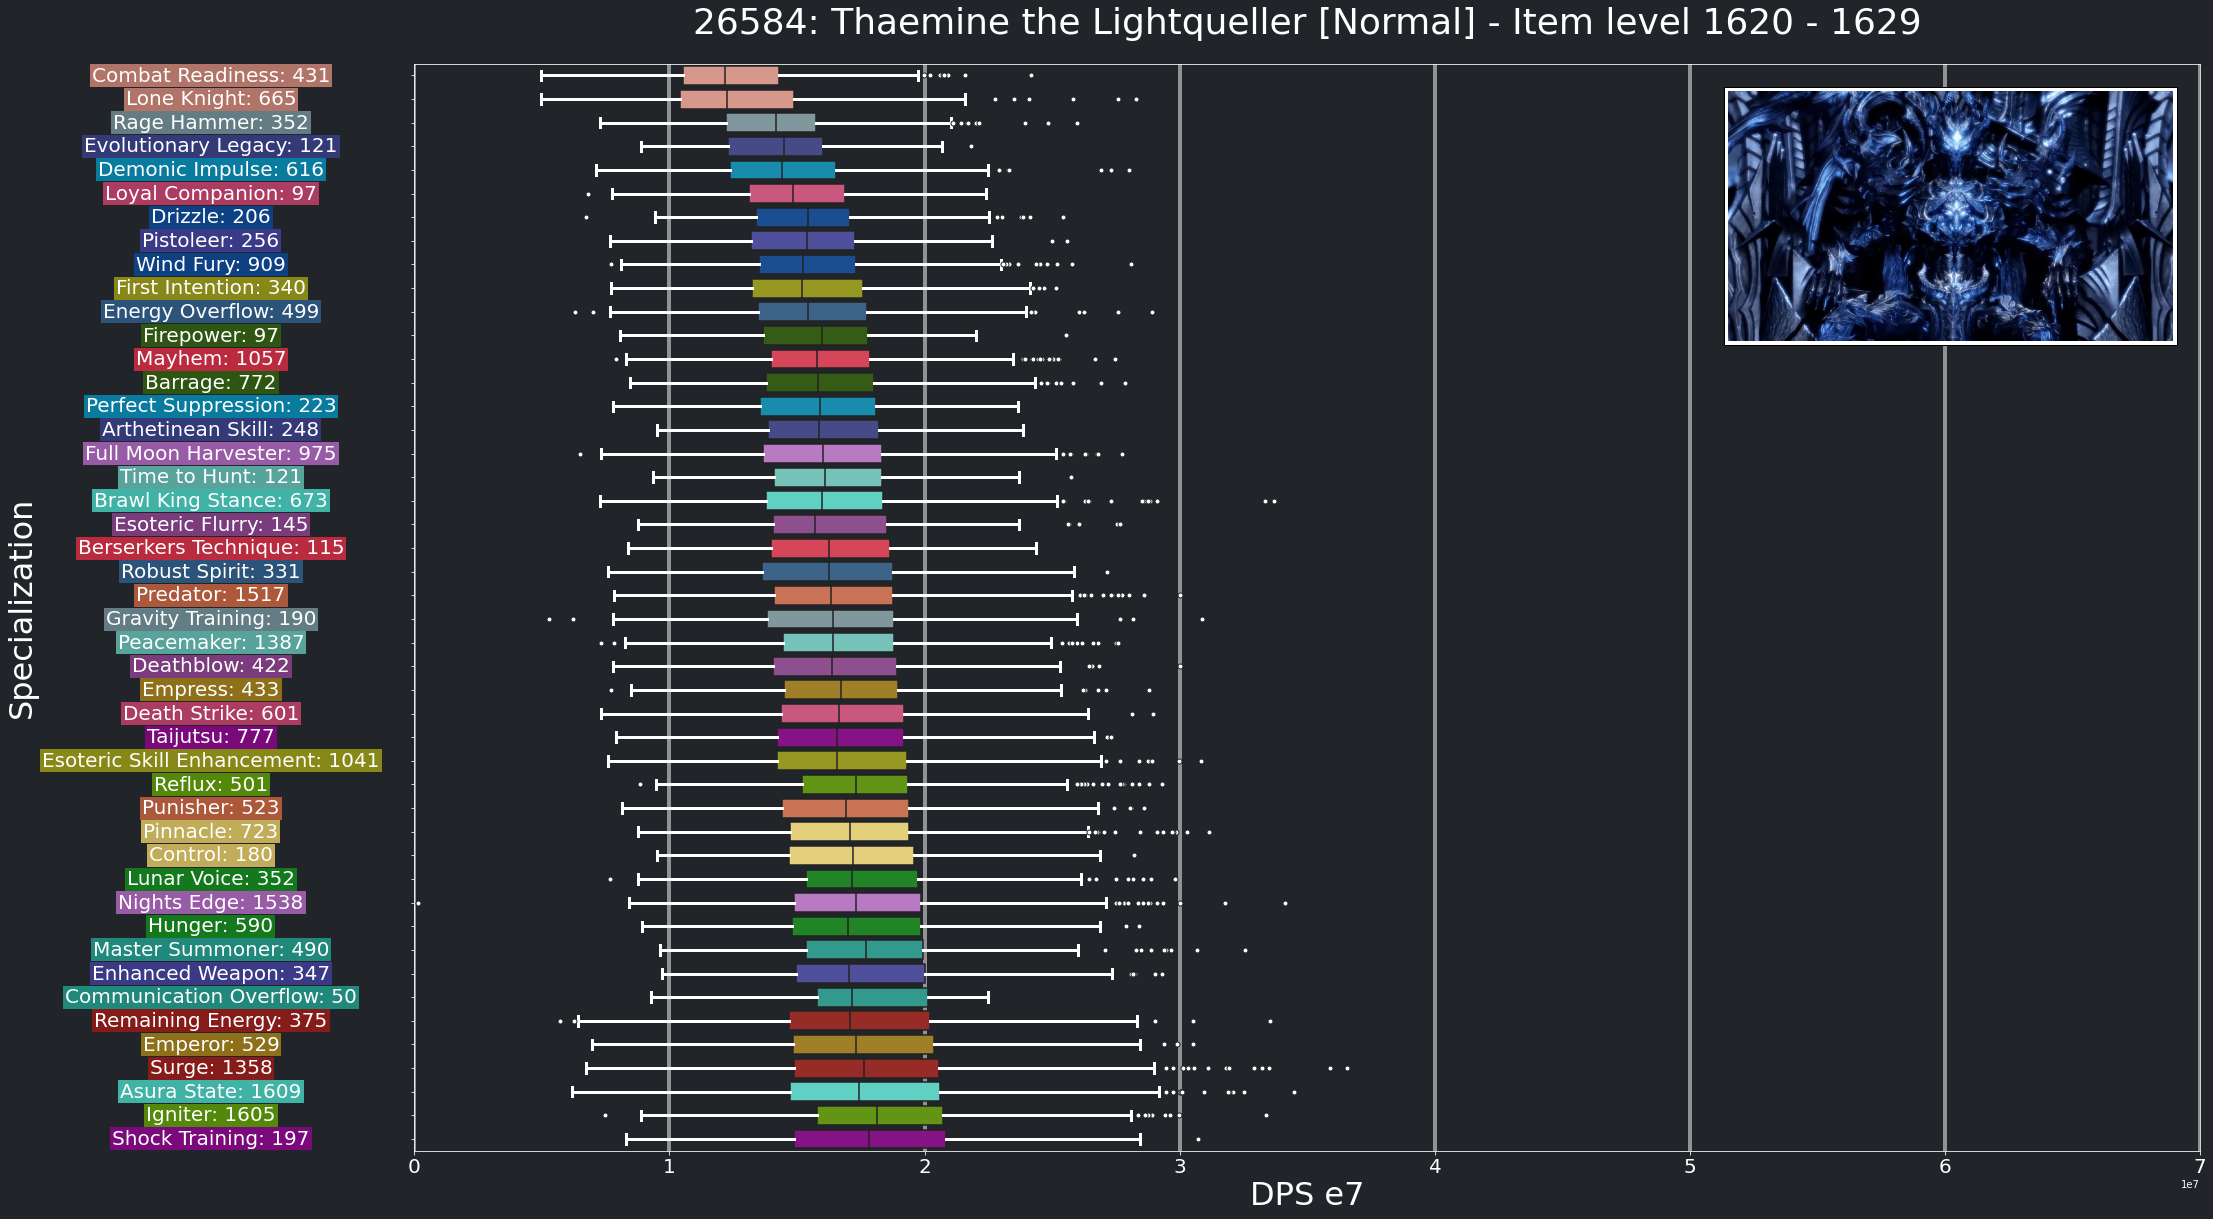 26584: Thaemine the Lightqueller [Normal] - Item level 1620 - 1629
Specialization
Combat Readiness: 431
Lone Knight: 665
Rage Hammer: 352
Evolutionary Legacy: 121
Demonic Impulse: 616
Loyal Companion: 97
Drizzle: 206
Pistoleer: 256
Wind Fury: 909
First Intention: 340
Energy Overflow: 499
Firepower: 97
Mayhem: 1057
Barrage: 772
Perfect Suppression: 223
Arthetinean Skill: 248
Full Moon Harvester: 975
Time to Hunt: 121
Brawl King Stance: 673
Esoteric Flurry: 145
Berserkers Technique: 115
Robust Spirit: 331
Predator: 1517
Gravity Training: 190
Peacemaker: 1387
Deathblow: 422
Empress: 433
Death Strike: 601
Taijutsu: 777
Esoteric Skill Enhancement: 1041
Reflux: 501
Punisher: 523
Pinnacle: 723
Control: 180
Lunar Voice: 352
Nights Edge: 1538
Hunger: 590
Master Summoner: 490
Enhanced Weapon: 347
Communication Overflow: 50
Remaining Energy: 375
Emperor: 529
Surge: 1358
Asura State: 1609
Igniter: 1605
Shock Training: 197
0 1 2 3 4 5 6 7
1e7
DPS e7